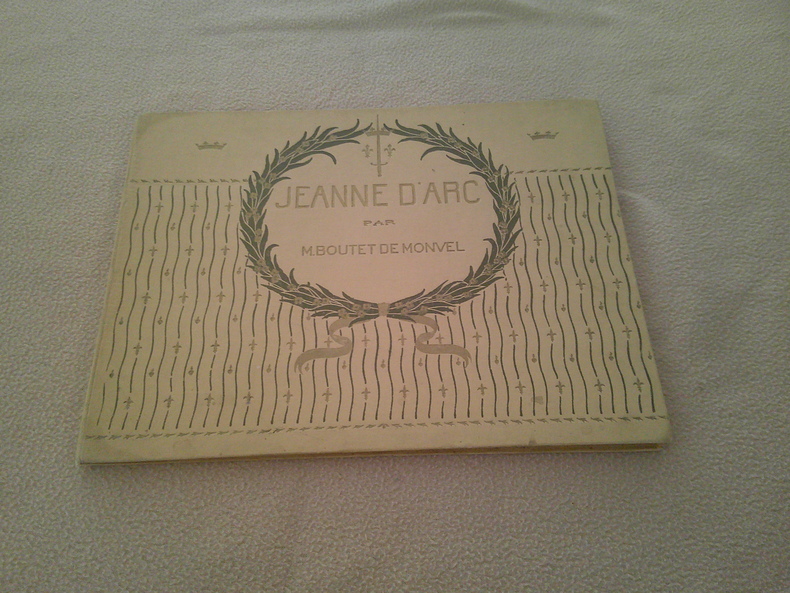 JEANNE D'ARC
PAR
M. BOUTET DE MONVEL